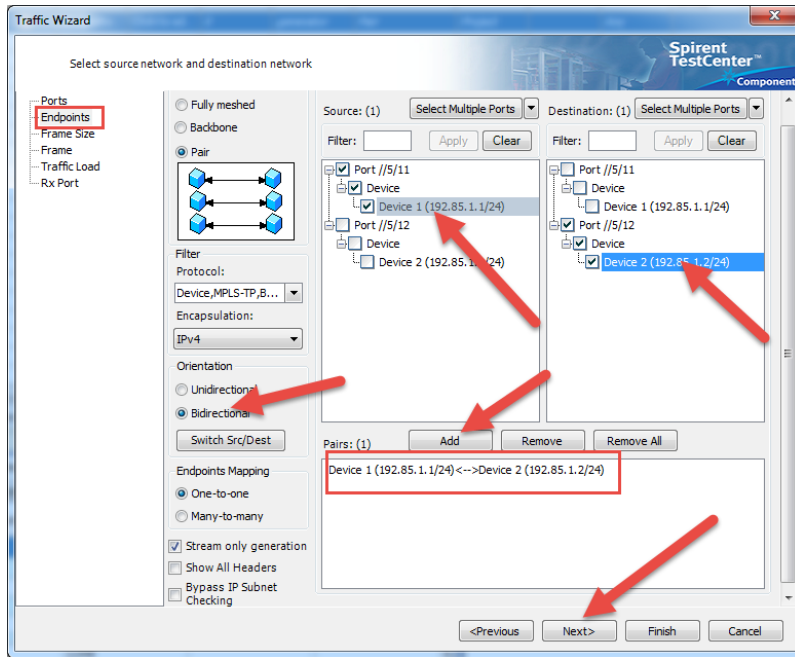 Traffic Wizard
Select source network and destination network
Spirent
TestCenter™
Component
Ports
Endpoints
Frame Size
Frame
Traffic Load
Rx Port
Fully meshed
Backbone
Pair
Filter
Protocol:
Device,MPLS-TP,B...
Encapsulation:
IPv4
Orientation
Unidirectional
Bidirectional
Switch Src/Dest
Endpoints Mapping
One-to-one
Many-to-many
Stream only generation
Show All Headers
Bypass IP Subnet
Checking
Source: (1) Select Multiple Ports
Filter: Apply Clear
Port //5/11
Device
Device 1 (192.85.1.1/24)
Port //5/12
Device
Device 2 (192.85.1.2/24)
Destination: (1) Select Multiple Ports
Filter: Apply Clear
Port //5/11
Device
Device 1 (192.85.1.1/24)
Port //5/12
Device
Device 2 (192.85.1.2/24)
Pairs: (1) Add Remove Remove All
Device 1 (192.85.1.1/24)<-->Device 2 (192.85.1.2/24)
<Previous Next> Finish Cancel